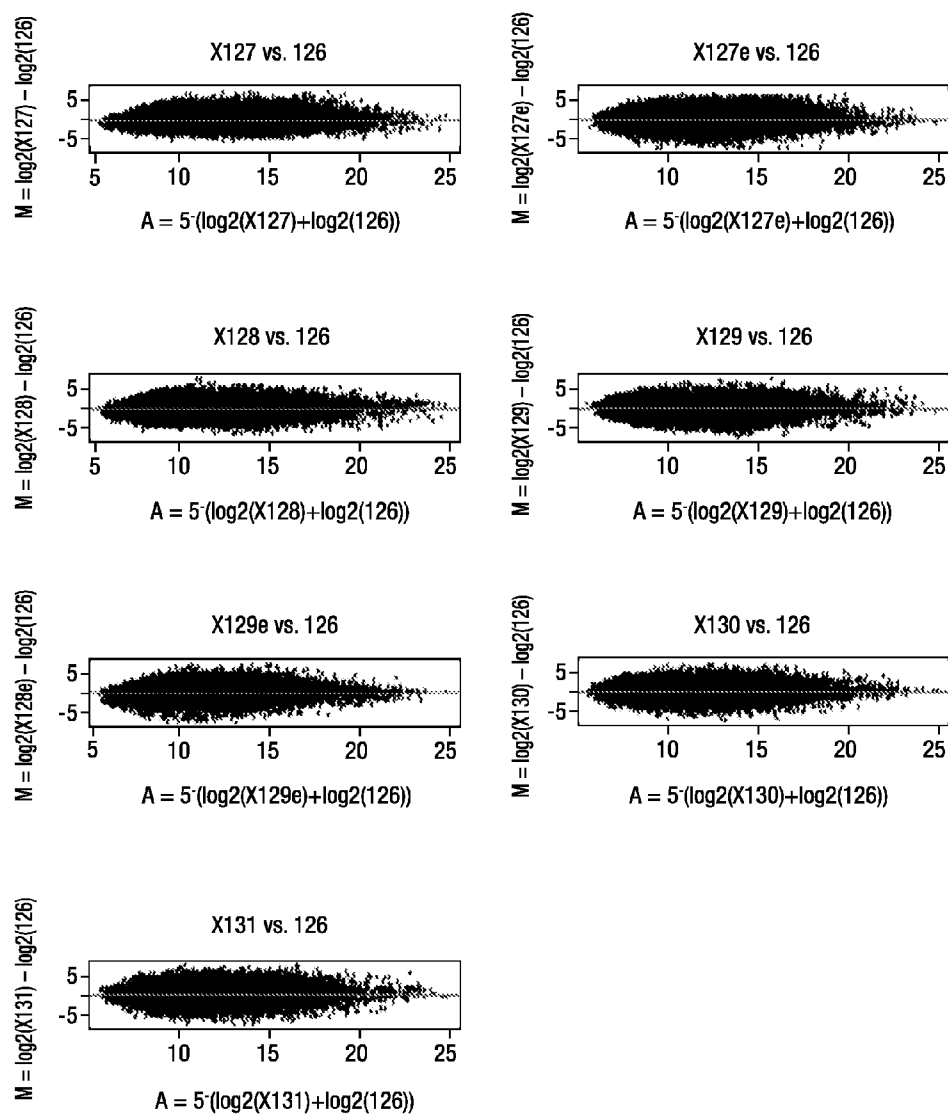 X127 vs. 126
M = log2(X127) – log2(126)
5
-5
5 10 15 20 25
A = 5-(log2(X127)+log2(126))
X127e vs. 126
M = log2(X127e) – log2(126)
5
-5
10 15 20 25
A = 5-(log2(X127e)+log2(126))
X128 vs. 126
M = log2(X128) – log2(126)
5
-5
5 10 15 20 25
A = 5-(log2(X128)+log2(126))
X129 vs. 126
M = log2(X129) – log2(126)
5
-5
10 15 20 25
A = 5-(log2(X129)+log2(126))
X129e vs. 126
M = log2(X128e) – log2(126)
5
-5
5 10 15 20 25
A = 5-(log2(X129e)+log2(126))
X130 vs. 126
M = log2(X130) – log2(126)
5
-5
10 15 20 25
A = 5-(log2(X130)+log2(126))
X131 vs. 126
M = log2(X131) – log2(126)
5
-5
10 15 20 25
A = 5-(log2(X131)+log2(126))